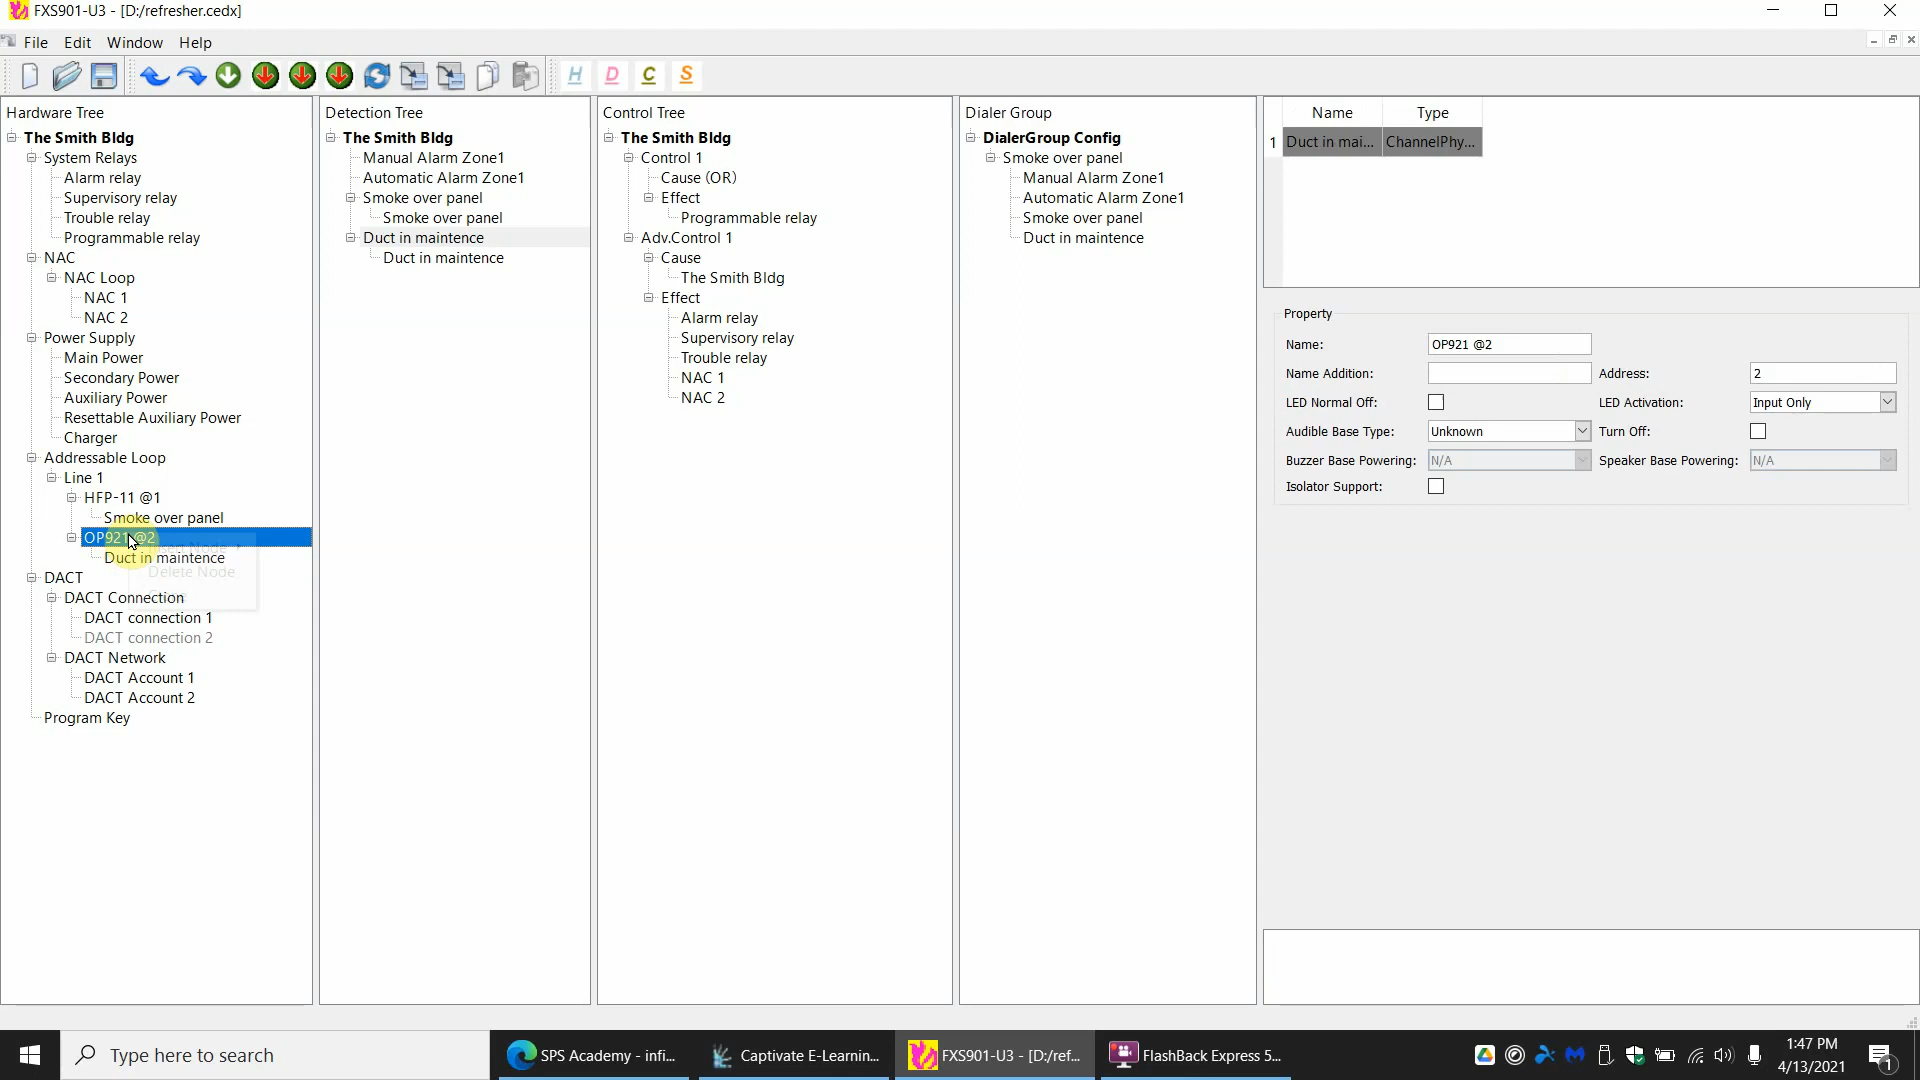 FXS901-U3 - [D:/refresher.cedx]
File Edit Window Help
H D C S
Hardware Tree
The Smith Bldg
System Relays
Alarm relay
Supervisory relay
Trouble relay
Programmable relay
NAC
NAC Loop
NAC 1
NAC 2
Power Supply
Main Power
Secondary Power
Auxiliary Power
Resettable Auxiliary Power
Charger
Addressable Loop
Line 1
HFP-11 @1
Smoke over panel
OP921 @2
Duct in maintence
Insert Node
Delete Node
DACT
DACT Connection
DACT connection 1
DACT connection 2
DACT Network
DACT Account 1
DACT Account 2
Program Key
Detection Tree
The Smith Bldg
Manual Alarm Zone1
Automatic Alarm Zone1
Smoke over panel
Smoke over panel
Duct in maintence
Duct in maintence
Control Tree
The Smith Bldg
Control 1
Cause (OR)
Effect
Programmable relay
Adv.Control 1
Cause
The Smith Bldg
Effect
Alarm relay
Supervisory relay
Trouble relay
NAC 1
NAC 2
Dialer Group
DialerGroup Config
Smoke over panel
Manual Alarm Zone1
Automatic Alarm Zone1
Smoke over panel
Duct in maintence
Name Type
1 Duct in mai... ChannelPhy...
Property
Name: OP921 @2
Name Addition: Address: 2
LED Normal Off: LED Activation: Input Only
Audible Base Type: Unknown Turn Off:
Buzzer Base Powering: N/A Speaker Base Powering: N/A
Isolator Support:
Type here to search
SPS Academy - infi...
Captivate E-Learnin...
FXS901-U3 - [D:/ref...
FlashBack Express 5...
1:47 PM
4/13/2021
1